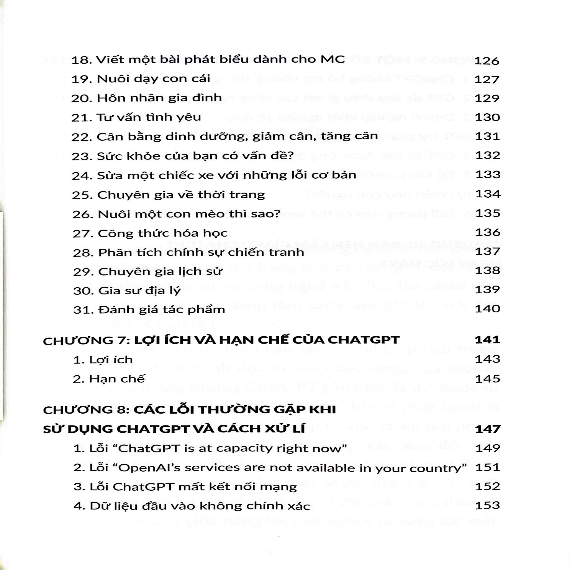 18. Viết một bài phát biểu dành cho MC 126
19. Nuôi dạy con cái 127
20. Hôn nhân gia đình 129
21. Tư vấn tình yêu 130
22. Cân bằng dinh dưỡng, giảm cân, tăng cân 131
23. Sức khỏe của bạn có vấn đề? 132
24. Sửa một chiếc xe với những lỗi cơ bản 133
25. Chuyên gia về thời trang 134
26. Nuôi một con mèo thì sao? 135
27. Công thức hóa học 136
28. Phân tích chính sự chiến tranh 137
29. Chuyên gia lịch sử 138
30. Gia sư địa lý 139
31. Đánh giá tác phẩm 140
CHƯƠNG 7: LỢI ÍCH VÀ HẠN CHẾ CỦA CHATGPT 141
1. Lợi ích 143
2. Hạn chế 145
CHƯƠNG 8: CÁC LỖI THƯỜNG GẶP KHI
SỬ DỤNG CHATGPT VÀ CÁCH XỬ LÍ 147
1. Lỗi “ChatGPT is at capacity right now” 149
2. Lỗi “OpenAI’s services are not available in your country” 151
3. Lỗi ChatGPT mất kết nối mạng 152
4. Dữ liệu đầu vào không chính xác 153